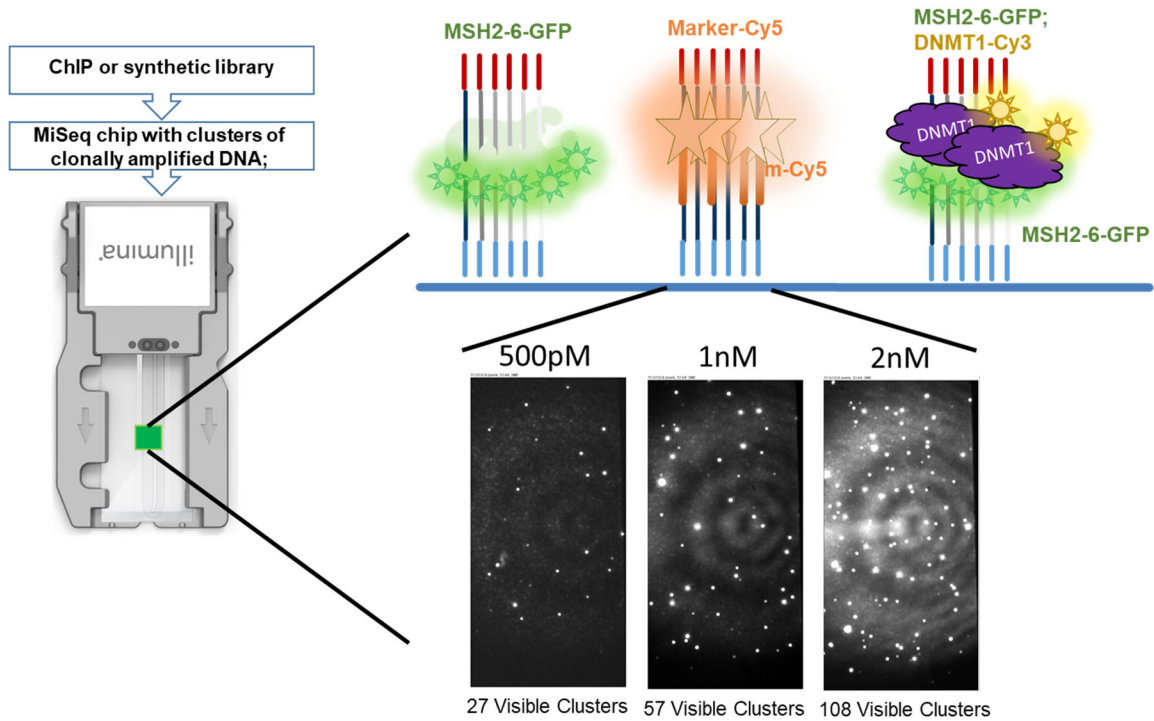 ChIP or synthetic library
MiSeq chip with clusters of
clonally amplified DNA;
illumina
MSH2-6-GFP
Marker-Cy5
m-Cy5
MSH2-6-GFP;
DNMT1-Cy3
DNMT1
DNMT1
MSH2-6-GFP
500pM
1nM
2nM
27 Visible Clusters
57 Visible Clusters
108 Visible Clusters